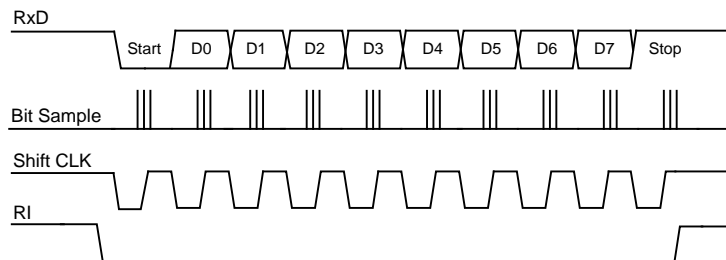 RxD
Start D0 D1 D2 D3 D4 D5 D6 D7 Stop
Bit Sample
Shift CLK
RI